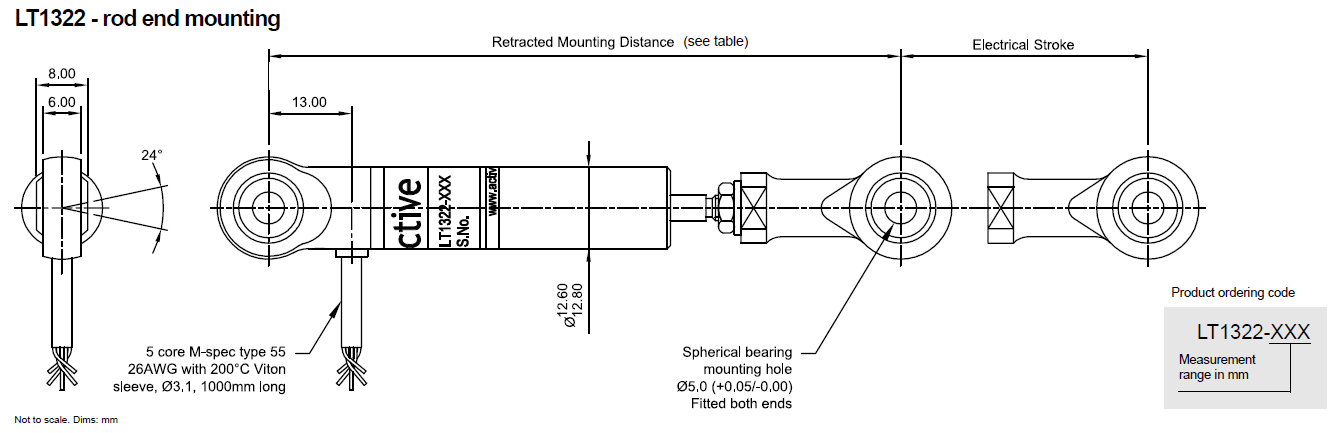 LT1322 - rod end mounting
Retracted Mounting Distance (see table)
Electrical Stroke
8,00
6.00
13.00
24°
ctive
LT1322-XXX
S.No.
www.activ
Ø12.60
12.80
5 core M-spec type 55
26AWG with 200°C Viton
sleeve, Ø3,1, 1000mm long
Spherical bearing
mounting hole
Ø5,0 (+0,05/-0,00)
Fitted both ends
Product ordering code
LT1322-XXX
Measurement
range in mm
Not to scale. Dims: mm